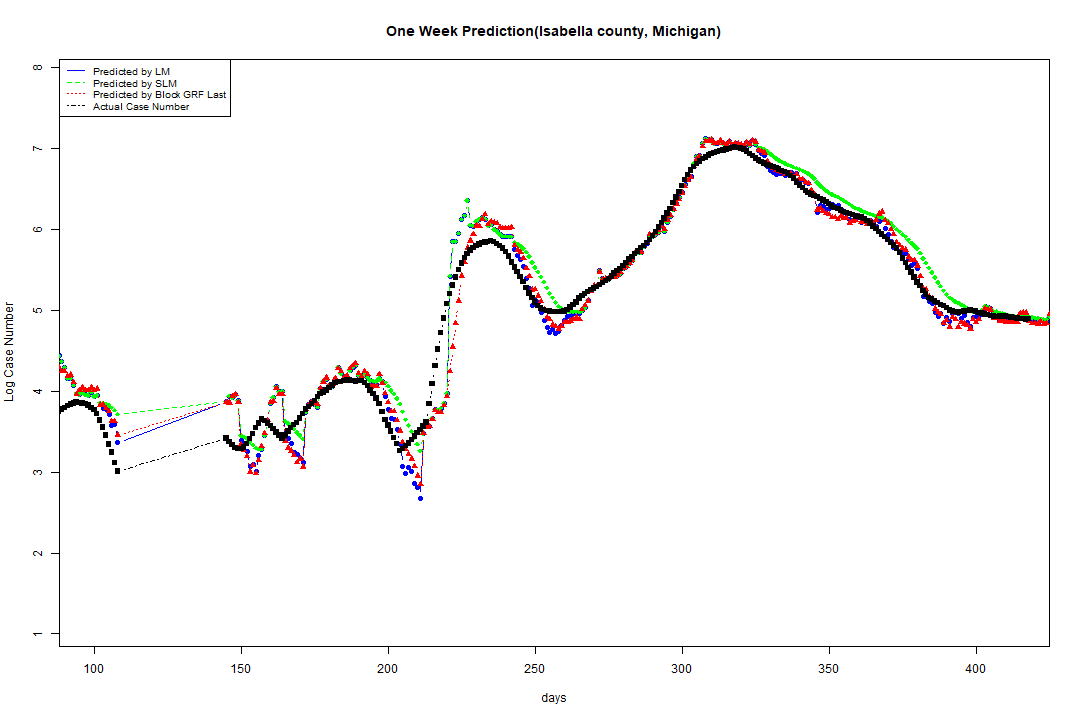 One Week Prediction(Isabella county, Michigan)
Predicted by LM
Predicted by SLM
Predicted by Block GRF Last
Actual Case Number
Log Case Number
8
7
6
5
4
3
2
1
100 150 200 250 300 350 400
days